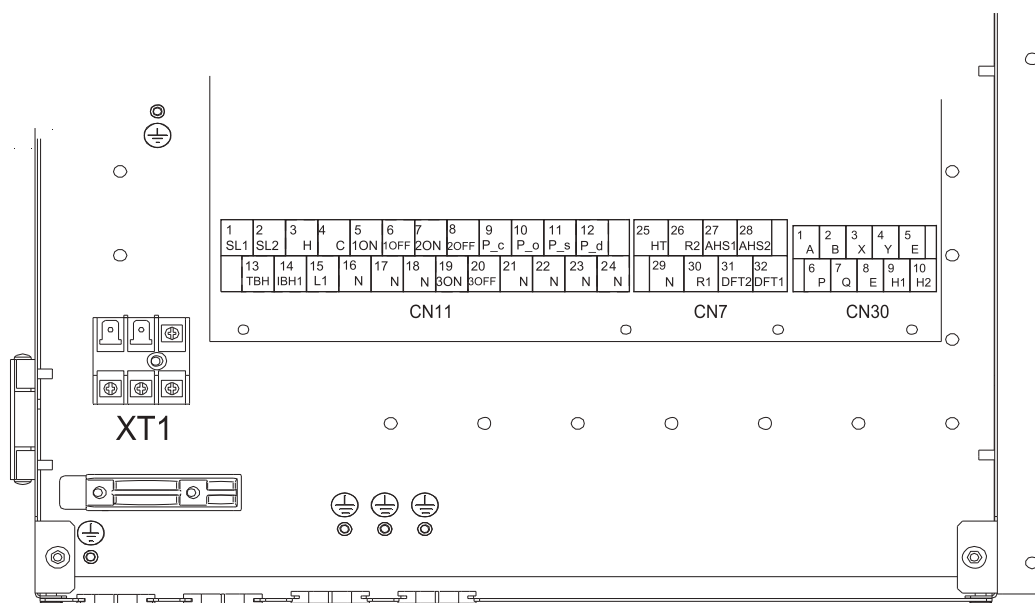 1 2 3 4 5 6 7 8 9 10 11 12
SL1 SL2 H C 1ON 1OFF 2ON 2OFF P_c P_o P_s P_d
13 14 15 16 17 18 19 20 21 22 23 24
TBH IBH1 L1 N N N 3ON 3OFF N N N N
CN11
25 26 27 28
HT R2 AHS1 AHS2
29 30 31 32
N R1 DFT2 DFT1
CN7
1 2 3 4 5
A B X Y E
6 7 8 9 10
P Q E H1 H2
CN30
XT1